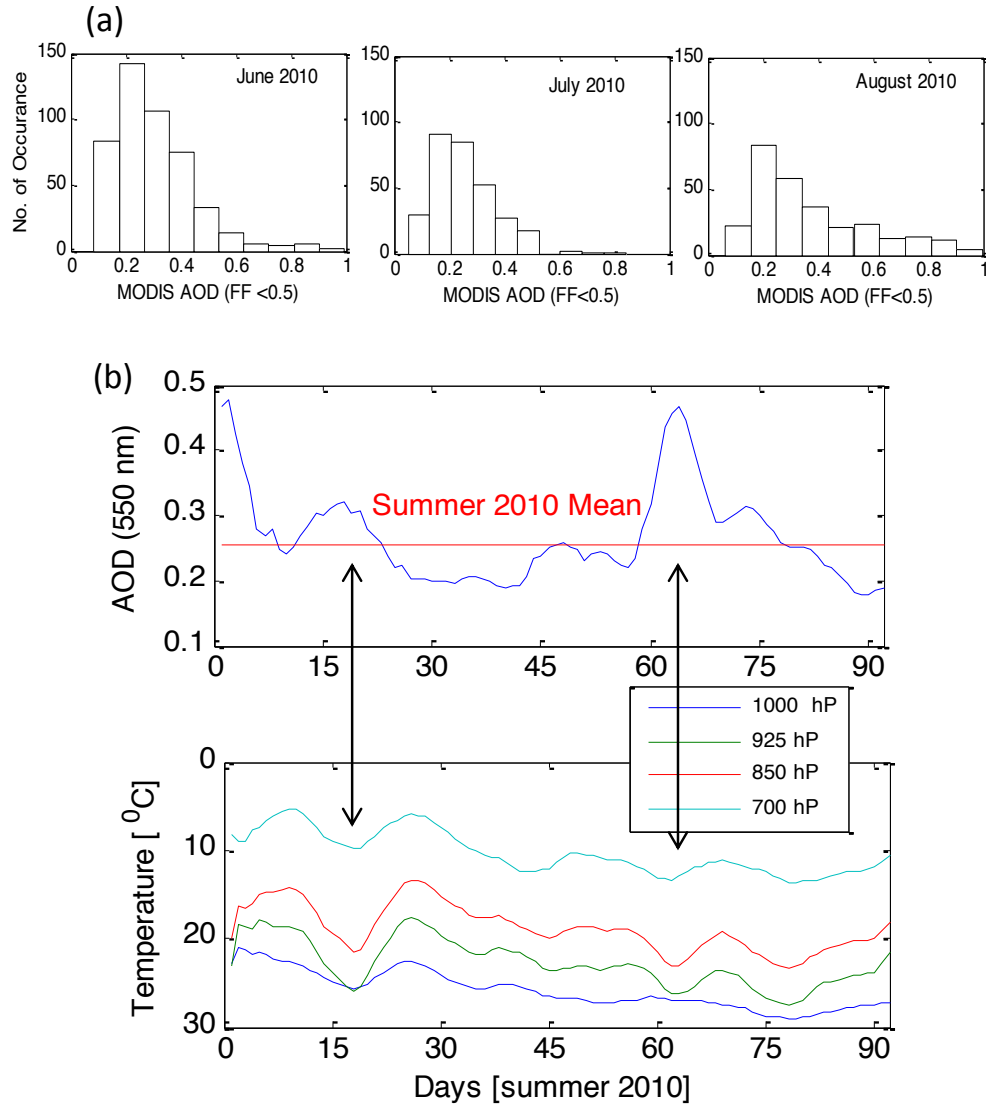 (a)
150
100
50
0
No. of Occurance
June 2010
0 0.2 0.4 0.6 0.8 1
MODIS AOD (FF <0.5)
150
100
50
0
July 2010
0 0.2 0.4 0.6 0.8 1
MODIS AOD (FF<0.5)
150
100
50
0
August 2010
0 0.2 0.4 0.6 0.8 1
MODIS AOD (FF<0.5)
(b)
0.5
0.4
0.3
0.2
0.1
AOD (550 nm)
Summer 2010 Mean
0 15 30 45 60 75 90
1000 hP
925 hP
850 hP
700 hP
0
10
20
30
Temperature [ ⁰C]
0 15 30 45 60 75 90
Days [summer 2010]